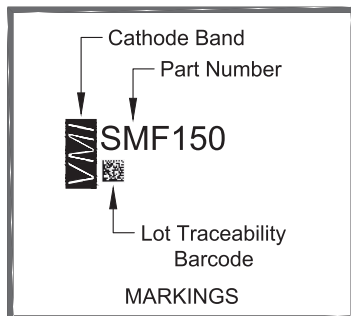 Cathode Band
Part Number
VMI
SMF150
Lot Traceability
Barcode
MARKINGS